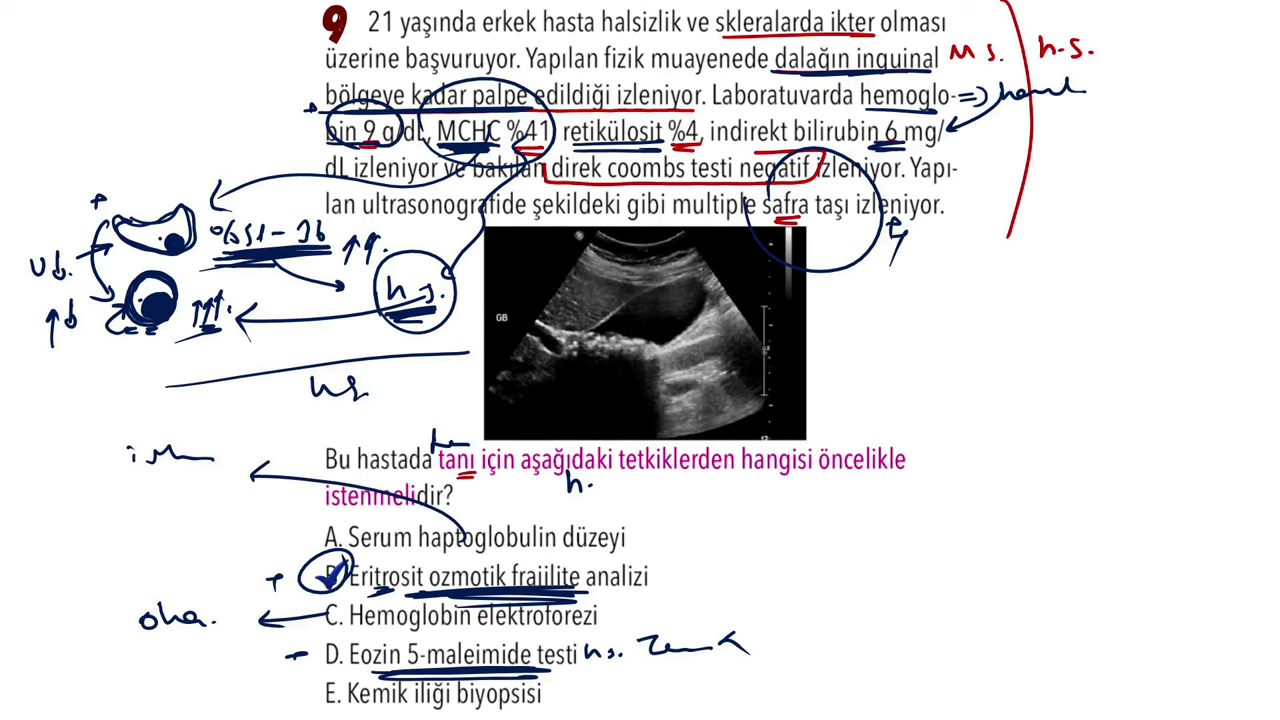 9 21 yaşında erkek hasta halsizlik ve skleralarda ikter olması
üzerine başvuruyor. Yapılan fizik muayenede dalağın inguinal
bölgeye kadar palpe edildiği izleniyor. Laboratuvarda hemoglo-
bin 9 g/dL, MCHC %41, retikülosit %4, indirekt bilirubin 6 mg/
dL izleniyor ve bakılan direk coombs testi negatif izleniyor. Yapı-
lan ultrasonografide şekildeki gibi multiple safra taşı izleniyor.
h.s.
%31-36
h s.
GB
Bu hastada tanı için aşağıdaki tetkiklerden hangisi öncelikle
istenmelidir?
h.
A. Serum haptoglobulin düzeyi
B. Eritrosit ozmotik frajilite analizi
C. Hemoglobin elektroforezi
D. Eozin 5-maleimide testi
E. Kemik iliği biyopsisi